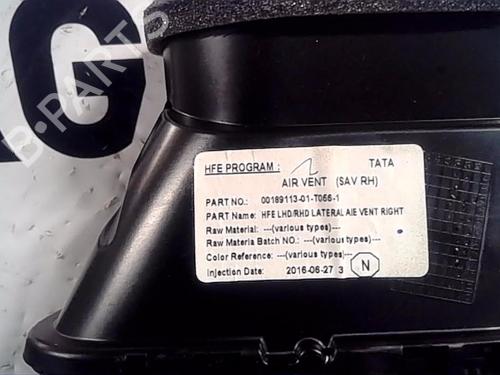 HFE PROGRAM : TATA
AIR VENT (SAV RH)
PART NO.: 00189113-01-T056-1
PART Name: HFE LHD/RHD LATERAL AIE VENT RIGHT
Raw Material: ---(various types)---
Raw Materia Batch NO.: ---(various types)---
Color Reference: ---(various types)---
Injection Date: 2016-06-27 3 N
B-PARTS